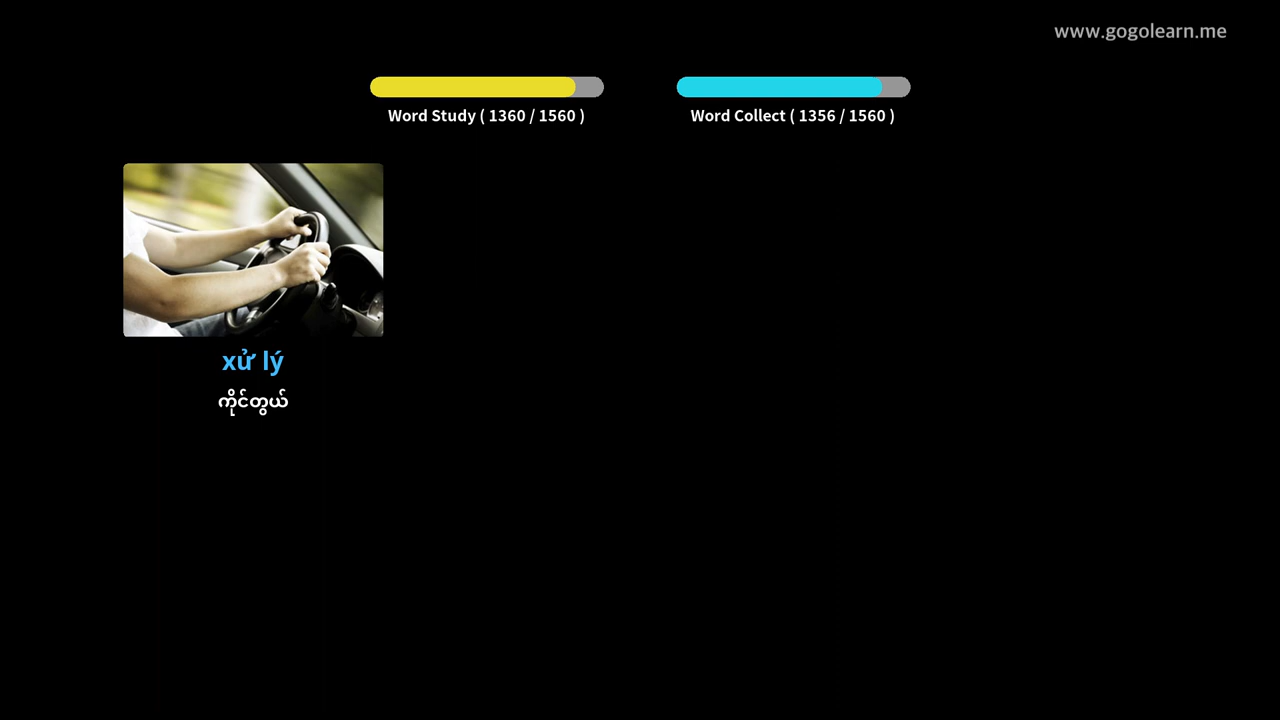 www.gogolearn.me
Word Study ( 1360 / 1560 )
Word Collect ( 1356 / 1560 )
xử lý
ကိုင်တွယ်